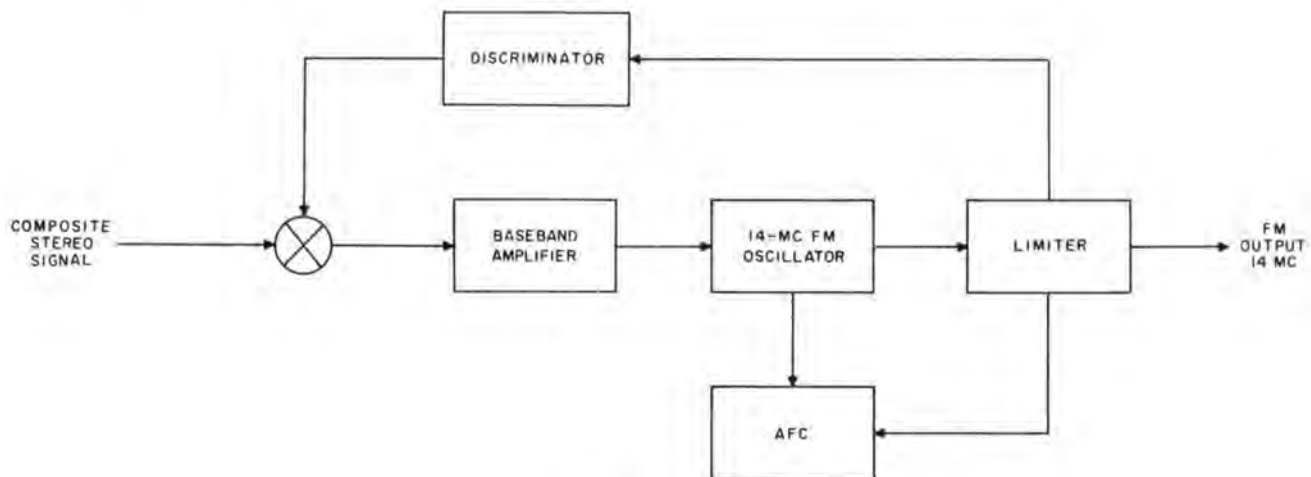 DISCRIMINATOR
COMPOSITE
STEREO
SIGNAL
BASEBAND
AMPLIFIER
14-MC FM
OSCILLATOR
LIMITER
FM
OUTPUT
14 MC
AFC